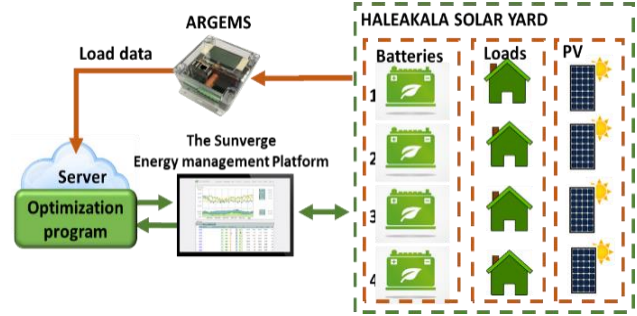 ARGEMS
Load data
HALEAKALA SOLAR YARD
Batteries
Loads
PV
1
2
3
4
The Sunverge
Energy management Platform
Server
Optimization
program